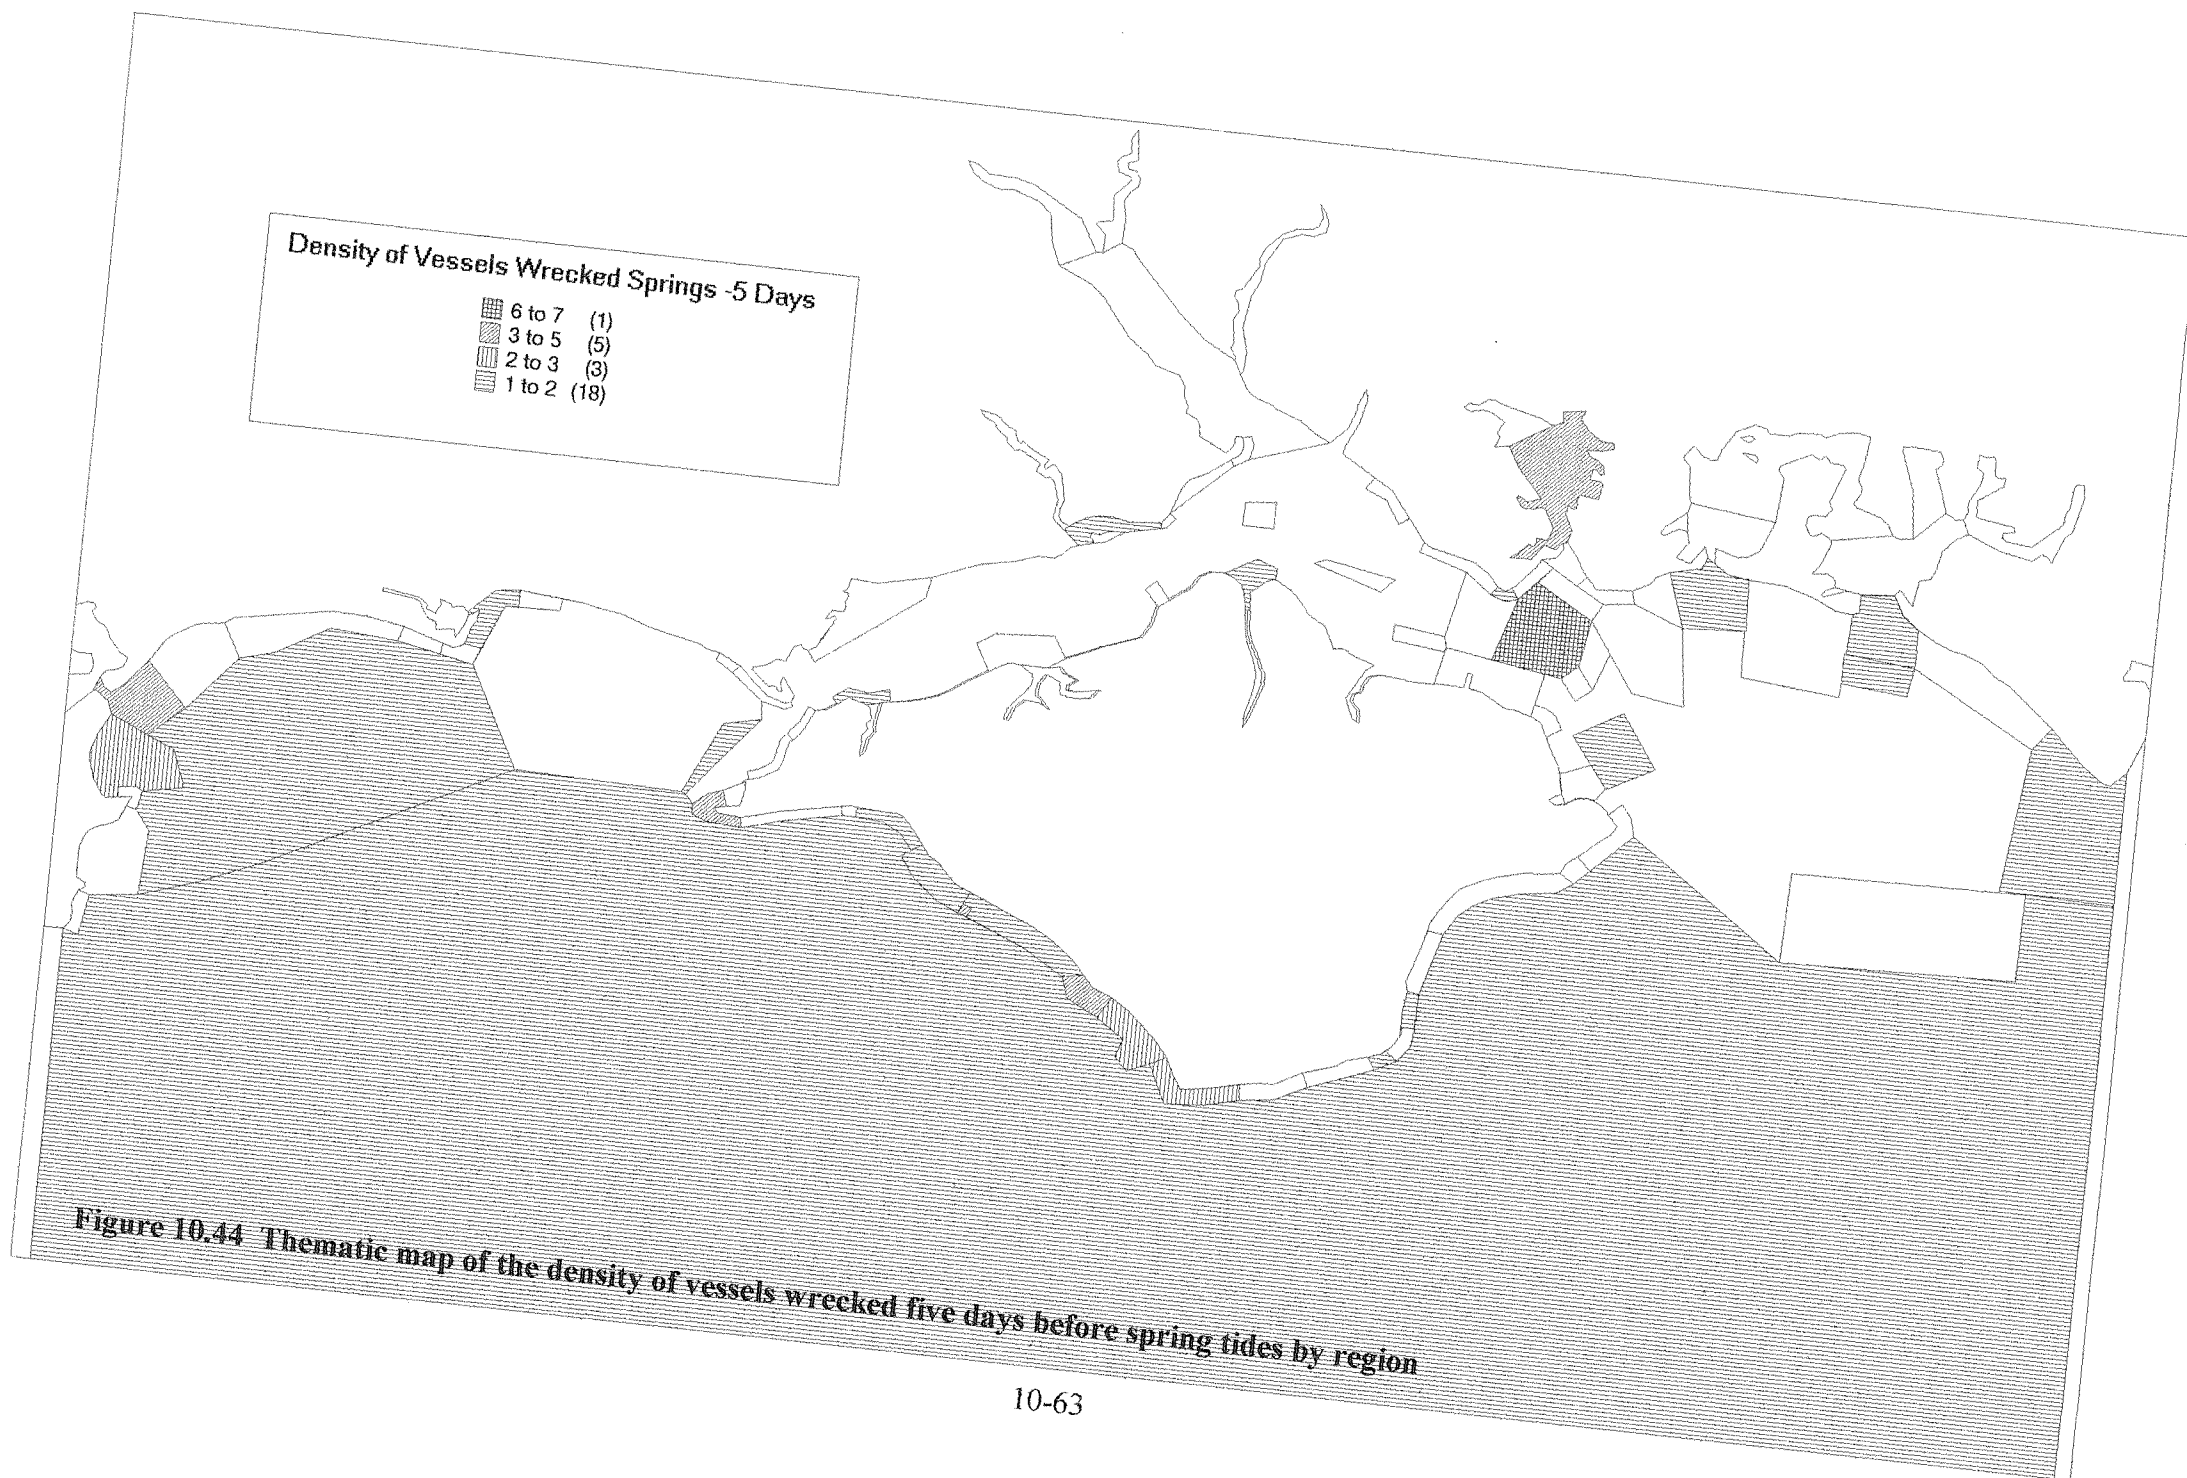 Density of Vessels Wrecked Springs -5 Days
6 to 7 (1)
3 to 5 (5)
2 to 3 (3)
1 to 2 (18)
Figure 10.44 Thematic map of the density of vessels wrecked five days before spring tides by region
10-63